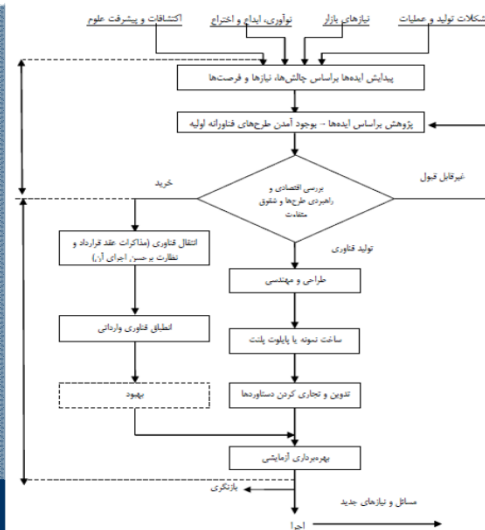 مشکلات تولید و عملیات
نیازهای بازار
نوآوری، ابداع و اختراع
اکتشافات و پیشرفت علوم
پیدایش ایده‌ها براساس چالش‌ها، نیازها و فرصت‌ها
پژوهش براساس ایده‌ها – بوجود آمدن طرح‌های فناورانه اولیه
غیرقابل قبول
خرید
بررسی اقتصادی و
راهبردی طرح‌ها و شقوق
متفاوت
تولید فناوری
انتقال فناوری (مذاکرات عقد قرارداد و
نظارت برحسن اجرای آن)
طراحی و مهندسی
انطباق فناوری وارداتی
ساخت نمونه یا پایلوت پلنت
بهبود
تدوین و تجاری کردن دستاوردها
بهره‌برداری آزمایشی
بازنگری
مسائل و نیازهای جدید
اجرا